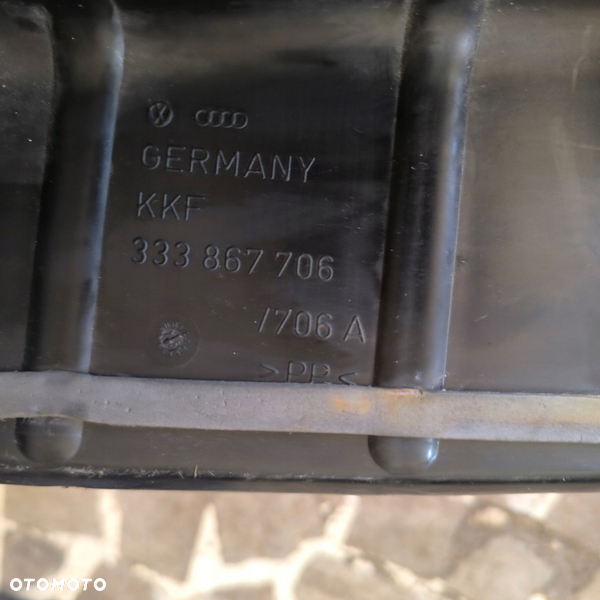 GERMANY
KKF
333 867 706
/706 A
>PP<
OTOMOTO